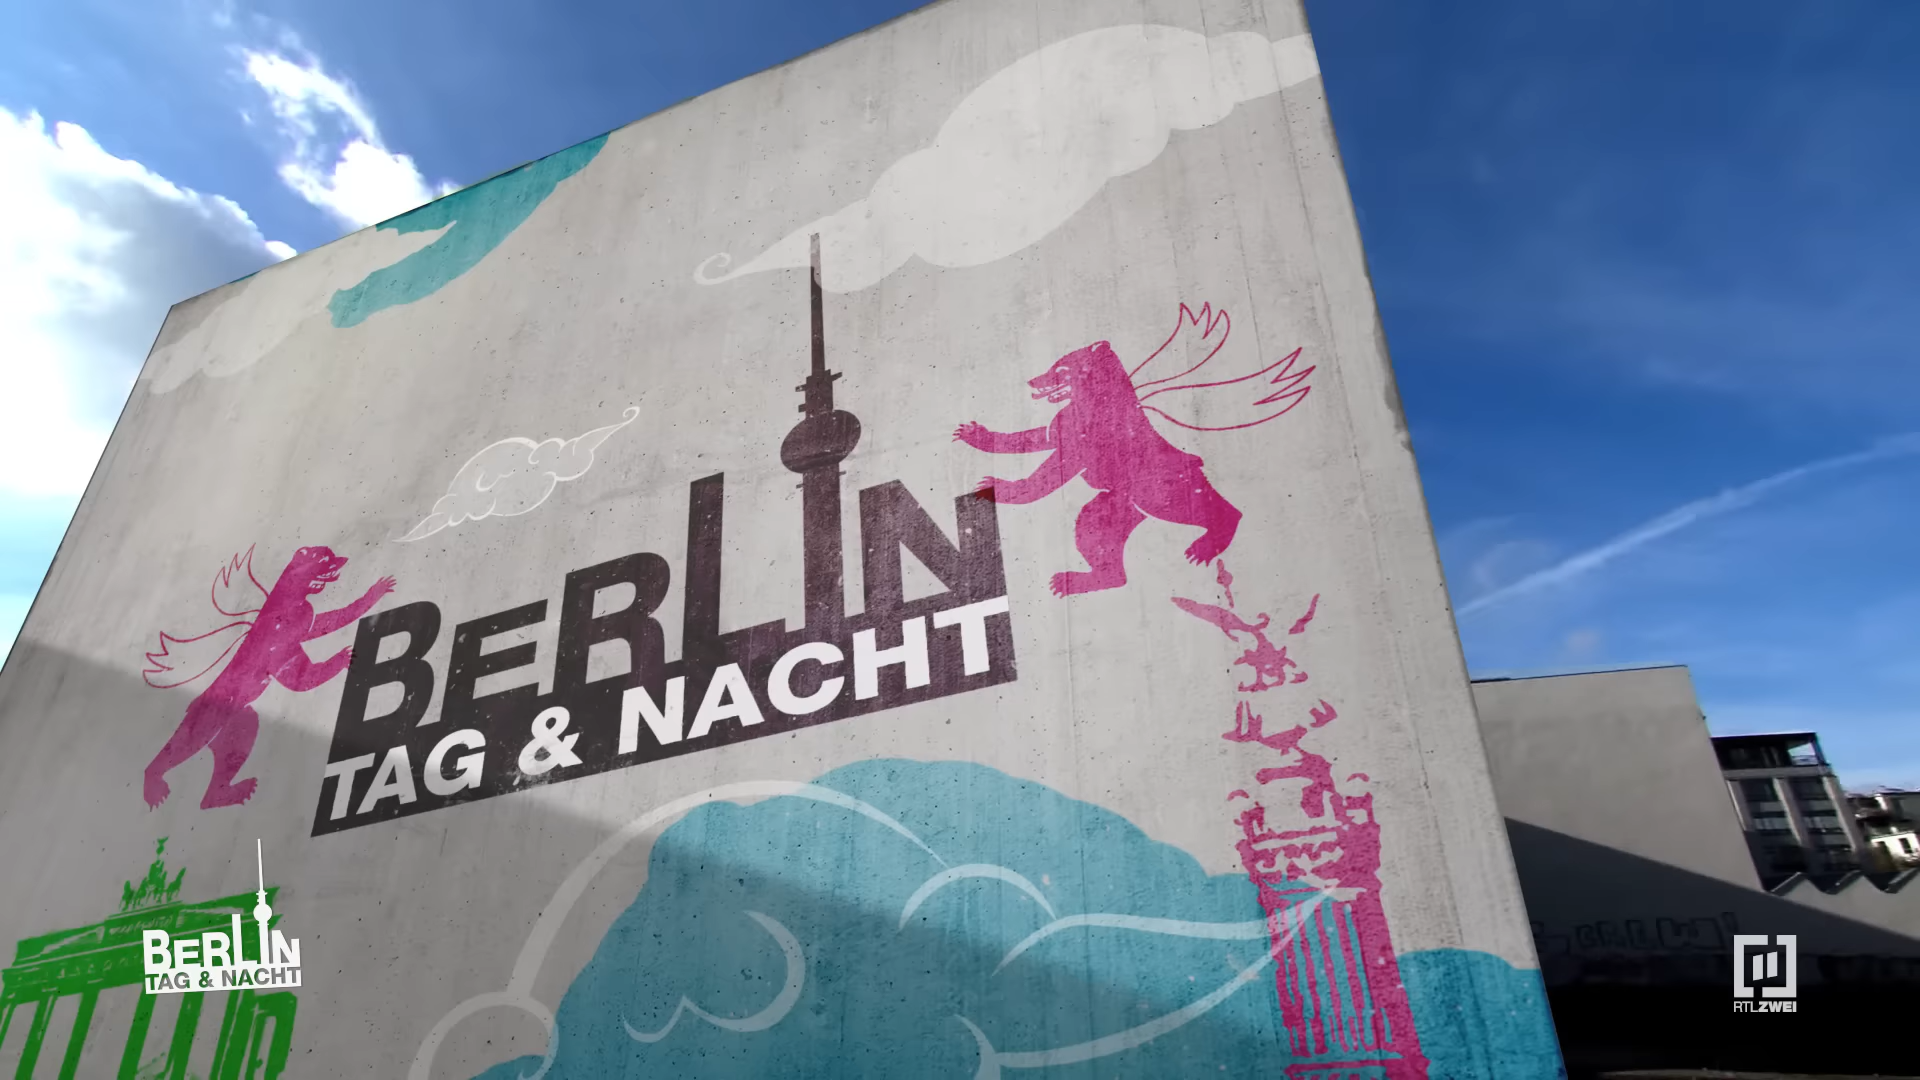 BERLIN
TAG & NACHT
BERLIN
TAG & NACHT
RTLZWEI